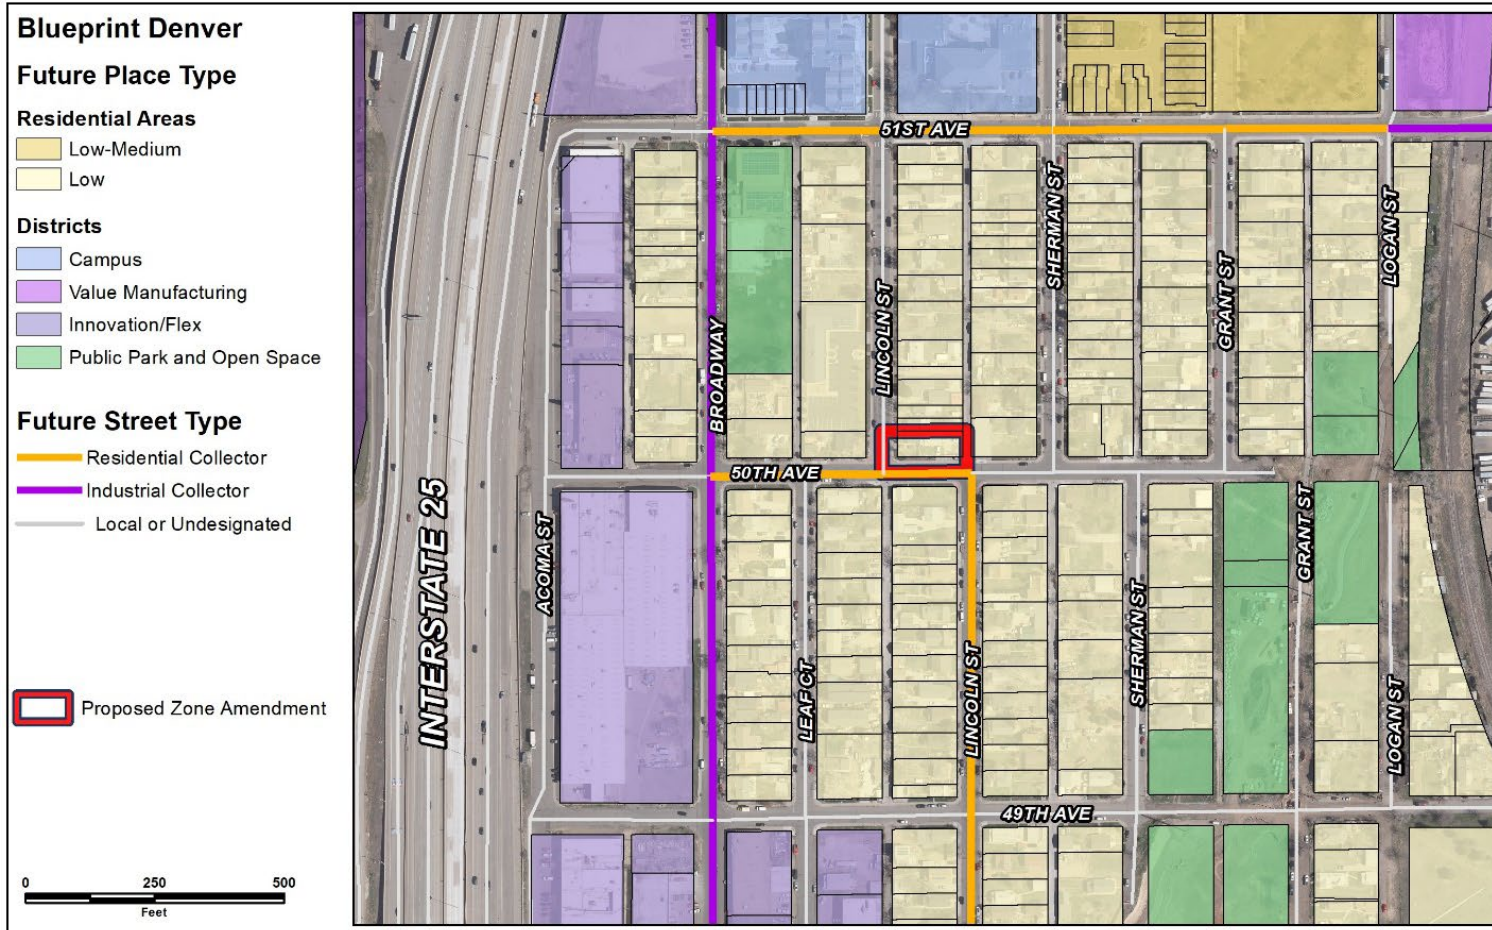 Blueprint Denver
Future Place Type
Residential Areas
Low-Medium
Low
Districts
Campus
Value Manufacturing
Innovation/Flex
Public Park and Open Space
Future Street Type
Residential Collector
Industrial Collector
Local or Undesignated
Proposed Zone Amendment
0 250 500
Feet
51ST AVE
SHERMAN ST
LOGAN ST
GRANT ST
LINCOLN ST
BROADWAY
50TH AVE
INTERSTATE 25
ACOMA ST
GRANT ST
SHERMAN ST
LINCOLN ST
LEAF CT
LOGAN ST
49TH AVE